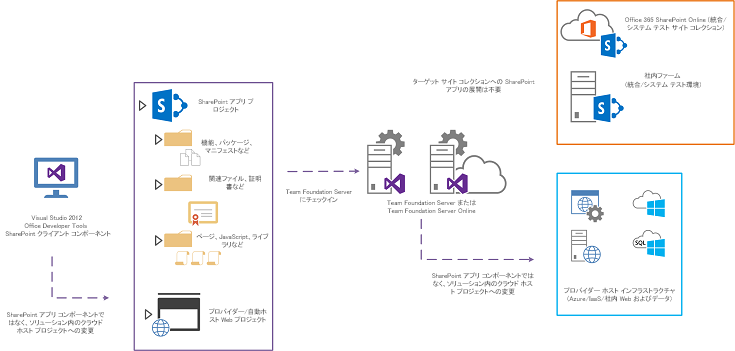 Office 365 SharePoint Online (統合/
システム テスト サイト コレクション)
社内ファーム
(統合/システム テスト環境)
ターゲット サイト コレクションへの SharePoint
アプリの展開は不要
S
SharePoint アプリ プ
ロジェクト
機能、パッケージ、
マニフェストなど
関連ファイル、証明
書など
ページ、JavaScript、ライブ
ラリなど
プロバイダー/自動ホ
スト Web プロジェクト
Visual Studio 2012
Office Developer Tools
SharePoint クライアント コンポーネント
SharePoint アプリ コンポーネントで
はなく、ソリューション内のクラウド
ホスト プロジェクトへの変更
Team Foundation Server
にチェックイン
Team Foundation Server または
Team Foundation Server Online
SharePoint アプリ コンポーネントでは
なく、ソリューション内のクラウド ホス
ト プロジェクトへの変更
S
S
SQL
プロバイダー ホスト インフラストラクチャ
(Azure/IaaS/社内 Web およびデータ)